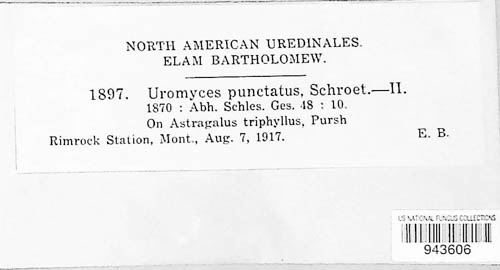 NORTH AMERICAN UREDINALES.
ELAM BARTHOLOMEW.
1897. Uromyces punctatus, Schroet.—II.
1870 : Abh. Schles. Ges. 48 : 10.
On Astragalus triphyllus, Pursh
Rimrock Station, Mont., Aug. 7, 1917. E. B.
US NATIONAL FUNGUS COLLECTIONS
943606